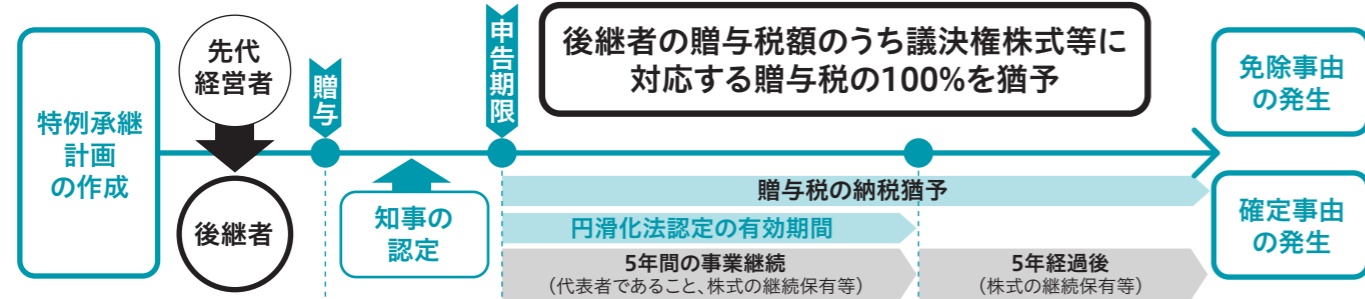 特例承継
計画
の作成
先代
経営者
後継者
贈与
知事の
認定
申告期限
後継者の贈与税額のうち議決権株式等に
対応する贈与税の100%を猶予
贈与税の納税猶予
円滑化法認定の有効期間
5年間の事業継続
（代表者であること、株式の継続保有等）
5年経過後
（株式の継続保有等）
免除事由
の発生
確定事由
の発生